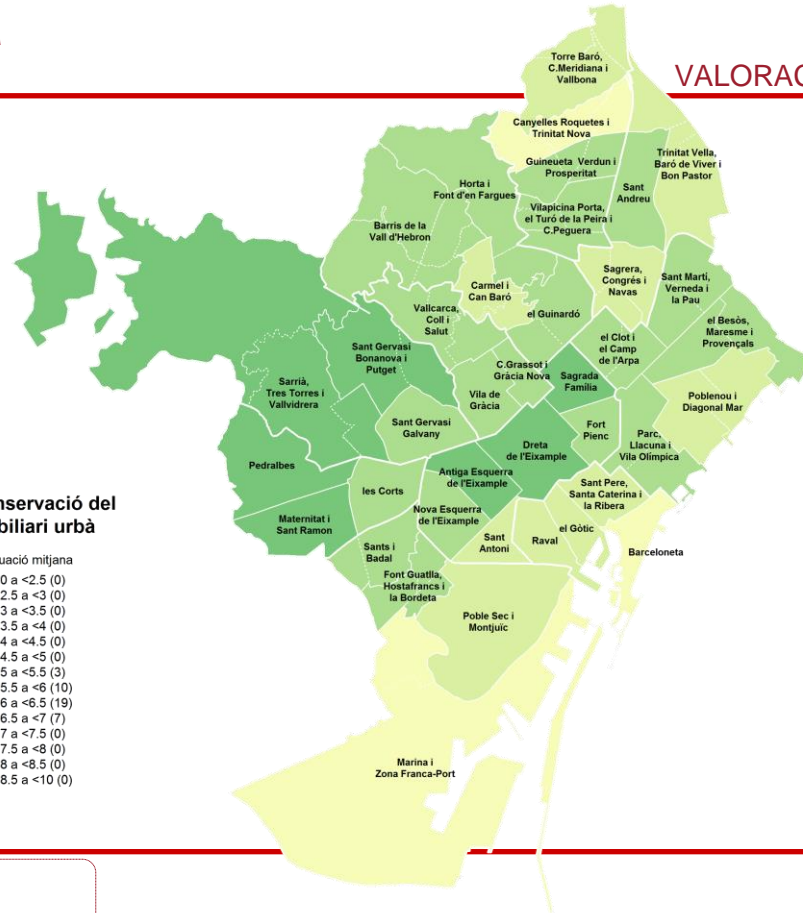 VALORAC
Torre Baró,
C.Meridiana i
Vallbona
Canyelles Roquetes i
Trinitat Nova
Guineueta Verdun i
Prosperitat
Trinitat Vella,
Baró de Viver i
Bon Pastor
Sant
Andreu
Horta i
Font d'en Fargues
Vilapicina Porta,
el Turó de la Peira i
C.Peguera
Barris de la
Vall d'Hebron
Carmel i
Can Baró
Sagrera,
Congrés i
Navas
Sant Martí,
Verneda i
la Pau
Vallcarca,
Coll i
Salut
el Guinardó
el Besòs,
Maresme i
Provençals
el Clot i
el Camp
de l'Arpa
Sant Gervasi
Bonanova i
Putget
C.Grassot i
Gràcia Nova
Sagrada
Família
Sarrià,
Tres Torres i
Vallvidrera
Vila de
Gràcia
Poblenou i
Diagonal Mar
Sant Gervasi
Galvany
Fort
Pienc
Parc,
Llacuna i
Vila Olímpica
Dreta
de l'Eixample
Pedralbes
Antiga Esquerra
de l'Eixample
les Corts
Sant Pere,
Santa Caterina i
la Ribera
Maternitat i
Sant Ramon
Nova Esquerra
de l'Eixample
el Gòtic
Raval
Sant
Antoni
Barceloneta
Sants i
Badal
Font Guatlla,
Hostafrancs i
la Bordeta
Poble Sec i
Montjuïc
Marina i
Zona Franca-Port
nservació del
biliari urbà
uació mitjana
0 a <2.5 (0)
2.5 a <3 (0)
3 a <3.5 (0)
3.5 a <4 (0)
4 a <4.5 (0)
4.5 a <5 (0)
5 a <5.5 (3)
5.5 a <6 (10)
6 a <6.5 (19)
6.5 a <7 (7)
7 a <7.5 (0)
7.5 a <8 (0)
8 a <8.5 (0)
8.5 a <10 (0)